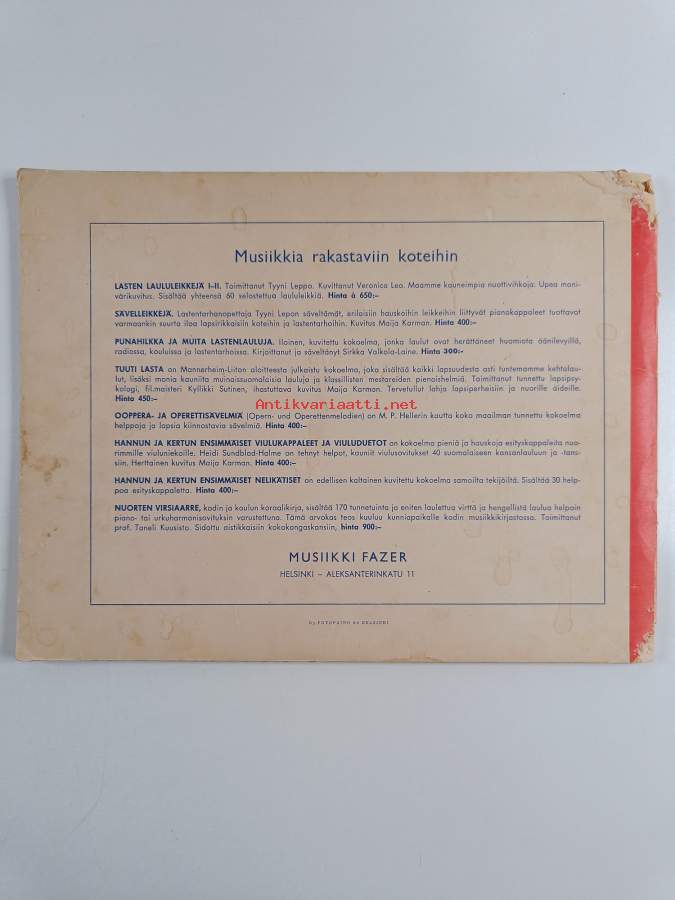 Musiikkia rakastaviin koteihin
LASTEN LAULULEIKKEJÄ I–II. Toimittanut Tyyni Leppo. Kuvittanut Veronica Leo. Maamme kauneimpia nuottivihkoja. Upea moni-
värikuvitus. Sisältää yhteensä 60 selostettua laululeikkiä. Hinta à 650:–
SÄVELLEIKKEJÄ. Lastentarhanopettaja Tyyni Lepon säveltämät, erilaisiin hauskoihin leikkeihin liittyvät pianokappaleet tuottavat
varmaankin suurta iloa lapsirikkaisiin koteihin ja lastentarhoihin. Kuvitus Maija Karman. Hinta 400:–
PUNAHILKKA JA MUITA LASTENLAULUJA. Iloinen, kuvitettu kokoelma, jonka laulut ovat herättäneet huomiota äänilevyillä,
radiossa, kouluissa ja lastentarhoissa. Kirjoittanut ja säveltänyt Sirkka Valkola-Laine. Hinta 300:–
TUUTI LASTA on Mannerheim-Liiton aloitteesta julkaistu kokoelma, joka sisältää kaikki lapsuudesta asti tuntemamme kehtolau-
lut, lisäksi monia kauniita muinaissuomalaisia lauluja ja klassillisten mestareiden pienoishelmiä. Toimittanut tunnettu lapsipsy-
kologi, fil.maisteri Kyllikki Sutinen, ihastuttava kuvitus Maija Karman. Tervetullut lahja lapsiperheisiin ja nuorille äideille.
Hinta 450:–
Antikvariaatti.net
OOPPERA- JA OPERETTISÄVELMIÄ (Opern- und Operettenmelodien) on M. P. Hellerin kautta koko maailman tunnettu kokoelma
helppoja ja lapsia kiinnostavia sävelmiä. Hinta 400:–
HANNUN JA KERTUN ENSIMMÄISET VIULUKAPPALEET JA VIULUDUETOT on kokoelma pieniä ja hauskoja esityskappaleita nuo-
rimmille viuluniekoille. Heidi Sundblad-Halme on tehnyt helpot, kauniit viulusovitukset 40 suomalaiseen kansanlauluun ja -tans-
siin. Herttainen kuvitus Maija Karman. Hinta 400:–
HANNUN JA KERTUN ENSIMMÄISET NELIKÄTISET on edellisen kaltainen kuvitettu kokoelma samoilta tekijöiltä. Sisältää 30 help-
poa esityskappaletta. Hinta 400:–
NUORTEN VIRSIAARRE, kodin ja koulun koraalikirja, sisältää 170 tunnetuinta ja eniten laulettua virttä ja hengellistä laulua helpoin
piano- tai urkuharmonisovituksin varustettuna. Tämä arvokas teos kuuluu kunniapaikalle kodin musiikkikirjastossa. Toimittanut
prof. Taneli Kuusisto. Sidottu aistikkaisiin kokokangaskansiin, hinta 900:–
MUSIIKKI FAZER
HELSINKI – ALEKSANTERINKATU 11
Oy FOTOPAINO Ab HELSINKI